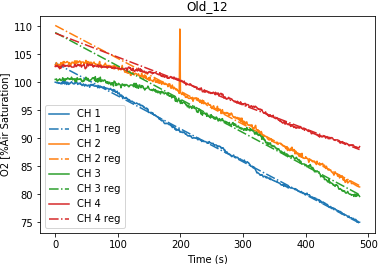 Old_12
O2 [%Air Saturation]
110
105
100
95
90
85
80
75
CH 1
CH 1 reg
CH 2
CH 2 reg
CH 3
CH 3 reg
CH 4
CH 4 reg
0
100
200
300
400
500
Time (s)